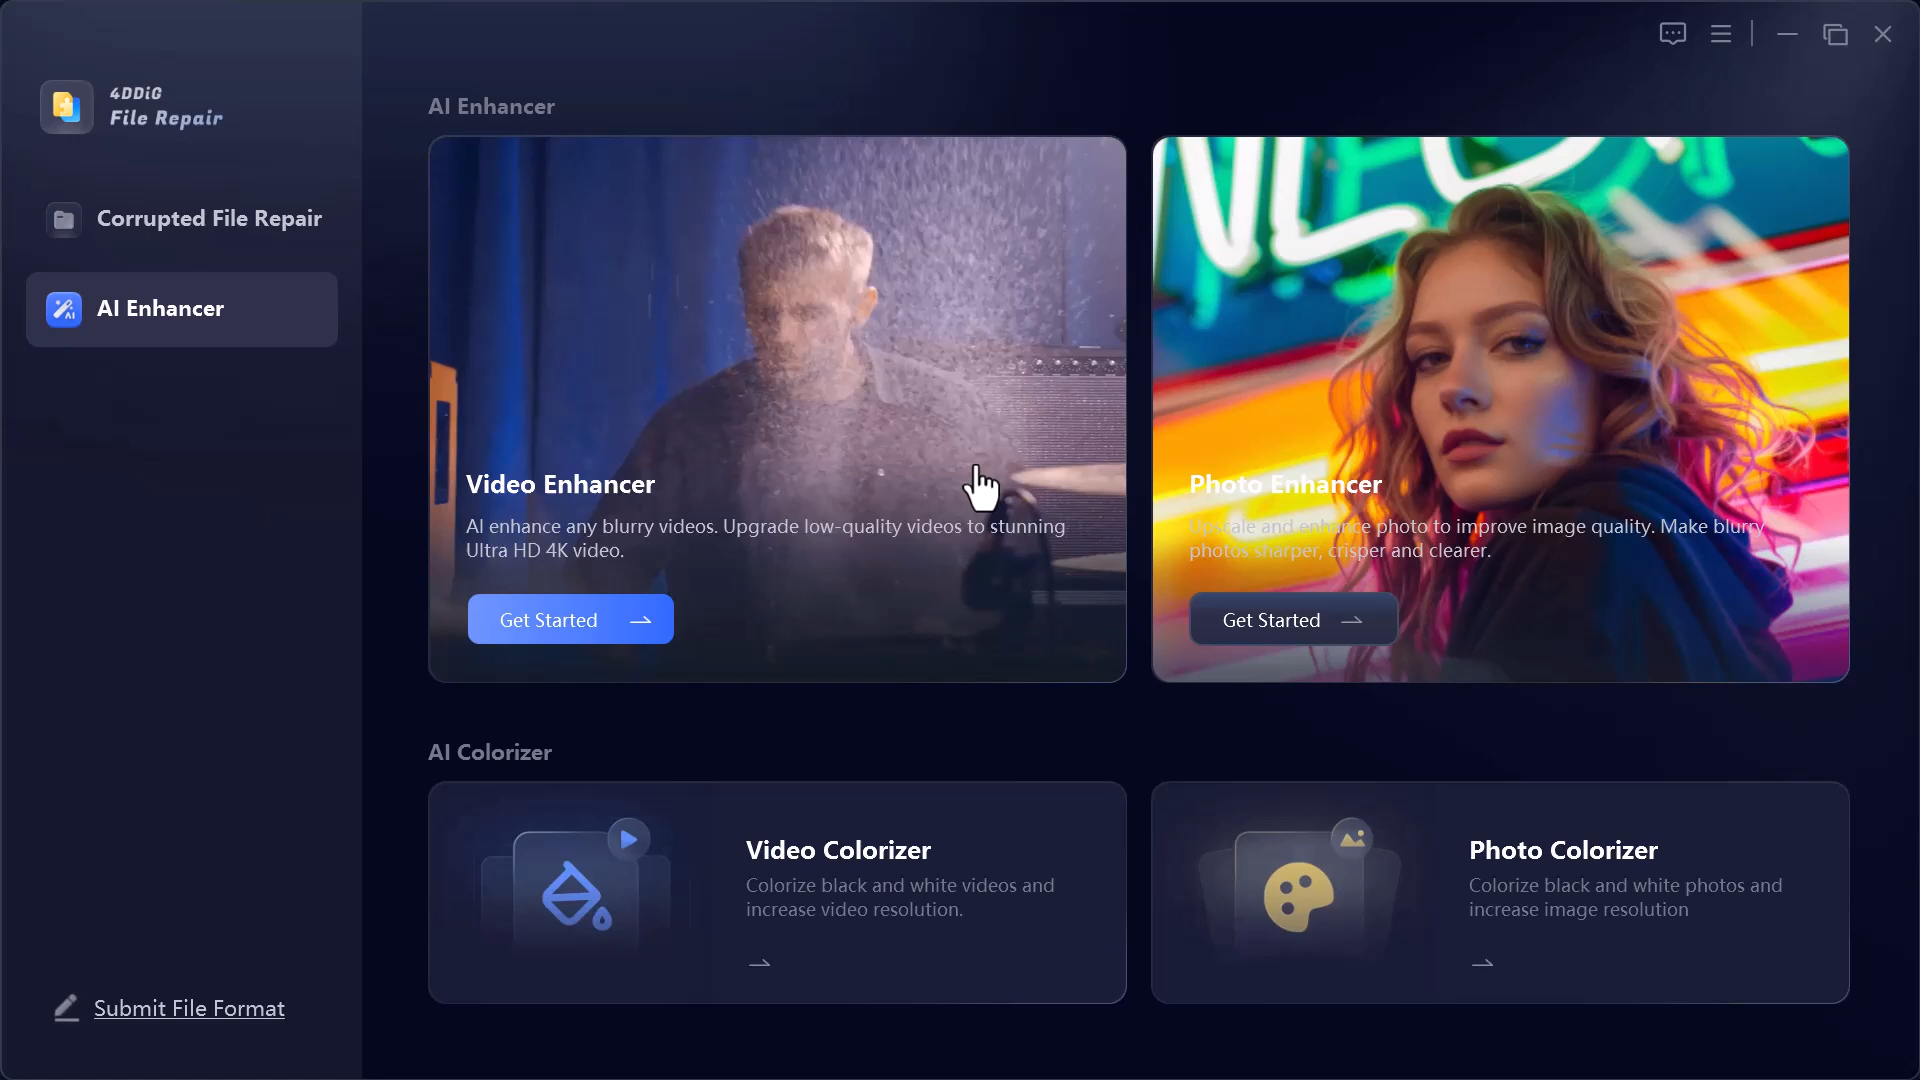 4DDiG
File Repair
Corrupted File Repair
AI Enhancer
Submit File Format
AI Enhancer
Video Enhancer
AI enhance any blurry videos. Upgrade low-quality videos to stunning
Ultra HD 4K video.
Get Started
Photo Enhancer
Upscale and enhance photo to improve image quality. Make blurry
photos sharper, crisper and clearer.
Get Started
AI Colorizer
Video Colorizer
Colorize black and white videos and
increase video resolution.
Photo Colorizer
Colorize black and white photos and
increase image resolution